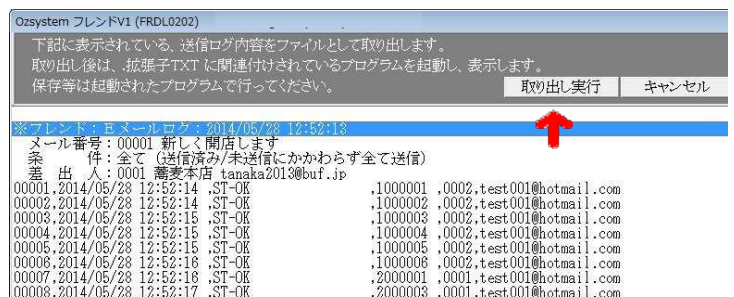 Ozsystem フレンドV1 (FRDL0202)
下記に表示されている、送信ログ内容をファイルとして取り出します。
取り出し後は、.拡張子TXT に関連付けされているプログラムを起動し、表示します。
保存等は起動されたプログラムで行ってください。
取り出し実行 キャンセル
※フレンド：Eメールログ：2014/05/28 12:52:13
メール番号：00001 新しく開店します
条 件：全て (送信済み/未送信にかかわらず全て送信)
差 出 人：0001 蕎麦本店 tanaka2013@buf.jp
00001,2014/05/28 12:52:14 ,ST-OK ,1000001 ,0002,test001@hotmail.com
00002,2014/05/28 12:52:14 ,ST-OK ,1000002 ,0002,test001@hotmail.com
00003,2014/05/28 12:52:15 ,ST-OK ,1000003 ,0002,test001@hotmail.com
00004,2014/05/28 12:52:15 ,ST-OK ,1000004 ,0002,test001@hotmail.com
00005,2014/05/28 12:52:15 ,ST-OK ,1000005 ,0002,test001@hotmail.com
00006,2014/05/28 12:52:16 ,ST-OK ,1000006 ,0002,test001@hotmail.com
00007,2014/05/28 12:52:16 ,ST-OK ,2000001 ,0001,test001@hotmail.com
00008,2014/05/28 12:52:17 ,ST-OK ,2000003 ,0001,test001@hotmail.com